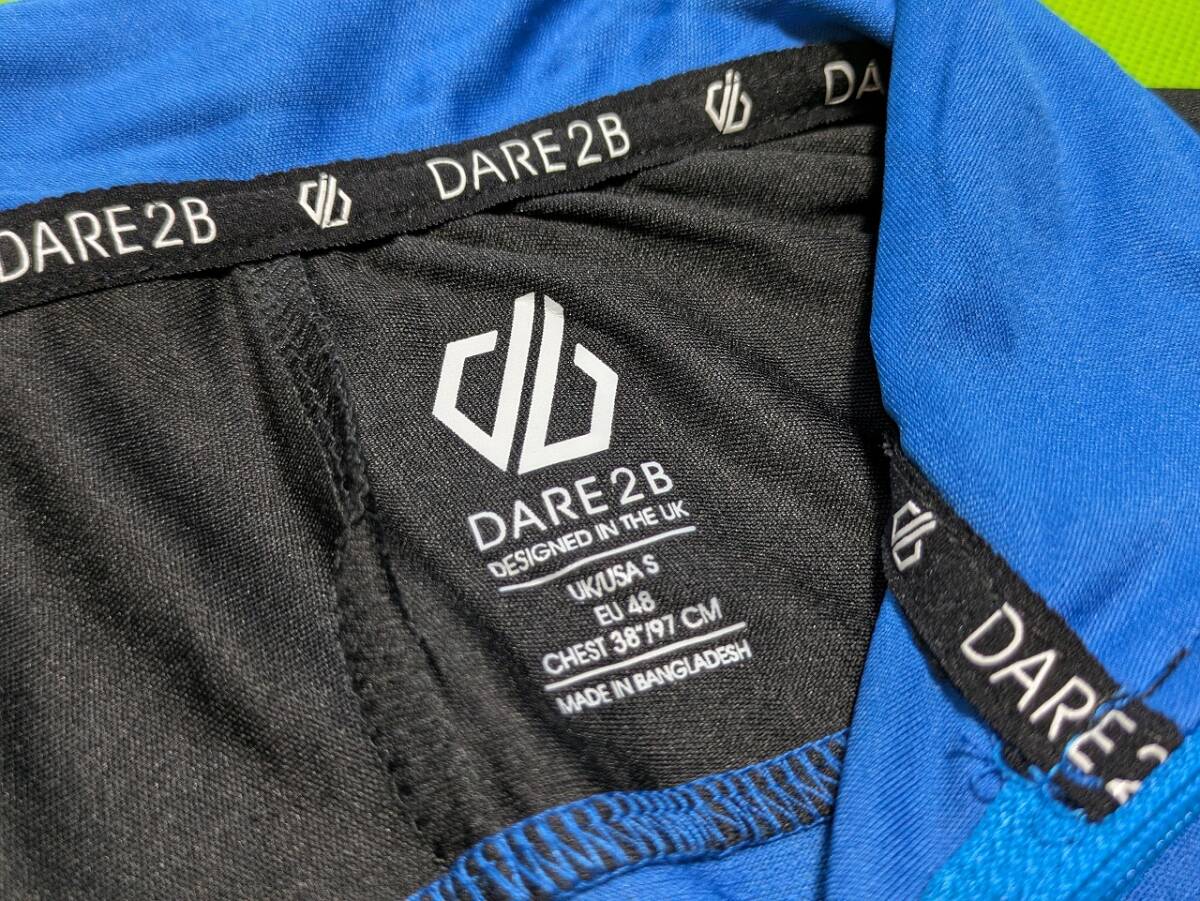 DARE2B
DARE2B
DA
DARE2B
DESIGNED IN THE UK
UK/USA S
EU 48
CHEST 38"/97 CM
MADE IN BANGLADESH
DARE2